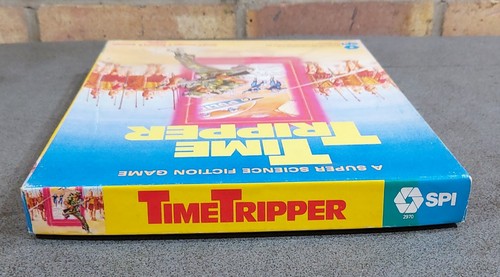 TIME
TRIPPER
A SUPER SCIENCE FICTION GAME
TIMETRIPPER
SPI
2970